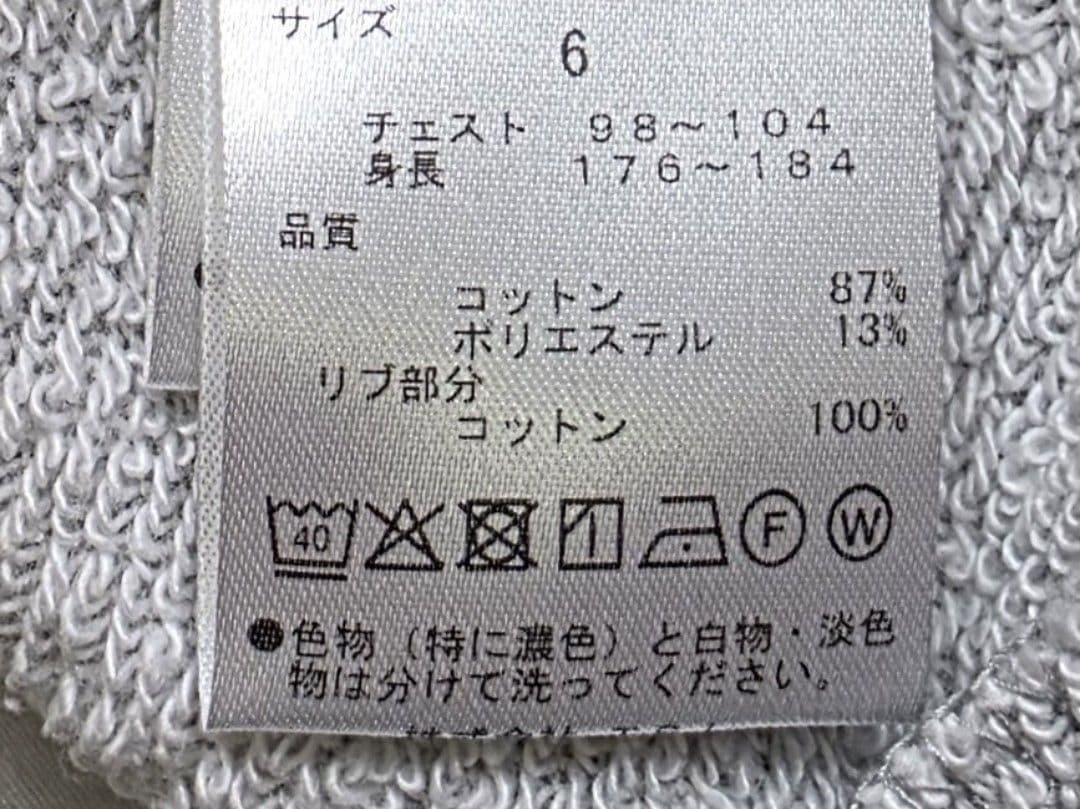 サイズ
6
チェスト 98～104
身長 176～184
品質
コットン 87%
ポリエステル 13%
リブ部分
コットン 100%
40 F W
●色物（特に濃色）と白物・淡色
物は分けて洗ってください。